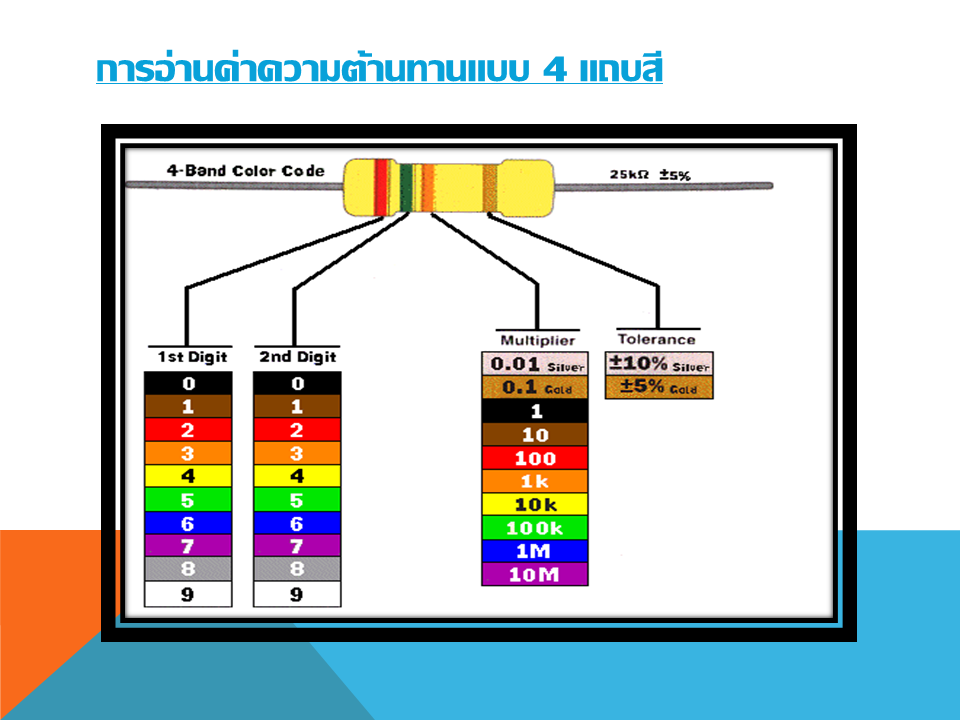 การอ่านค่าความต้านทานแบบ 4 แถบสี
4-Band Color Code
25kΩ ±5%
1st Digit
0
1
2
3
4
5
6
7
8
9
2nd Digit
0
1
2
3
4
5
6
7
8
9
Multiplier
0.01 Silver
0.1 Gold
1
10
100
1k
10k
100k
1M
10M
Tolerance
±10% Silver
±5% Gold